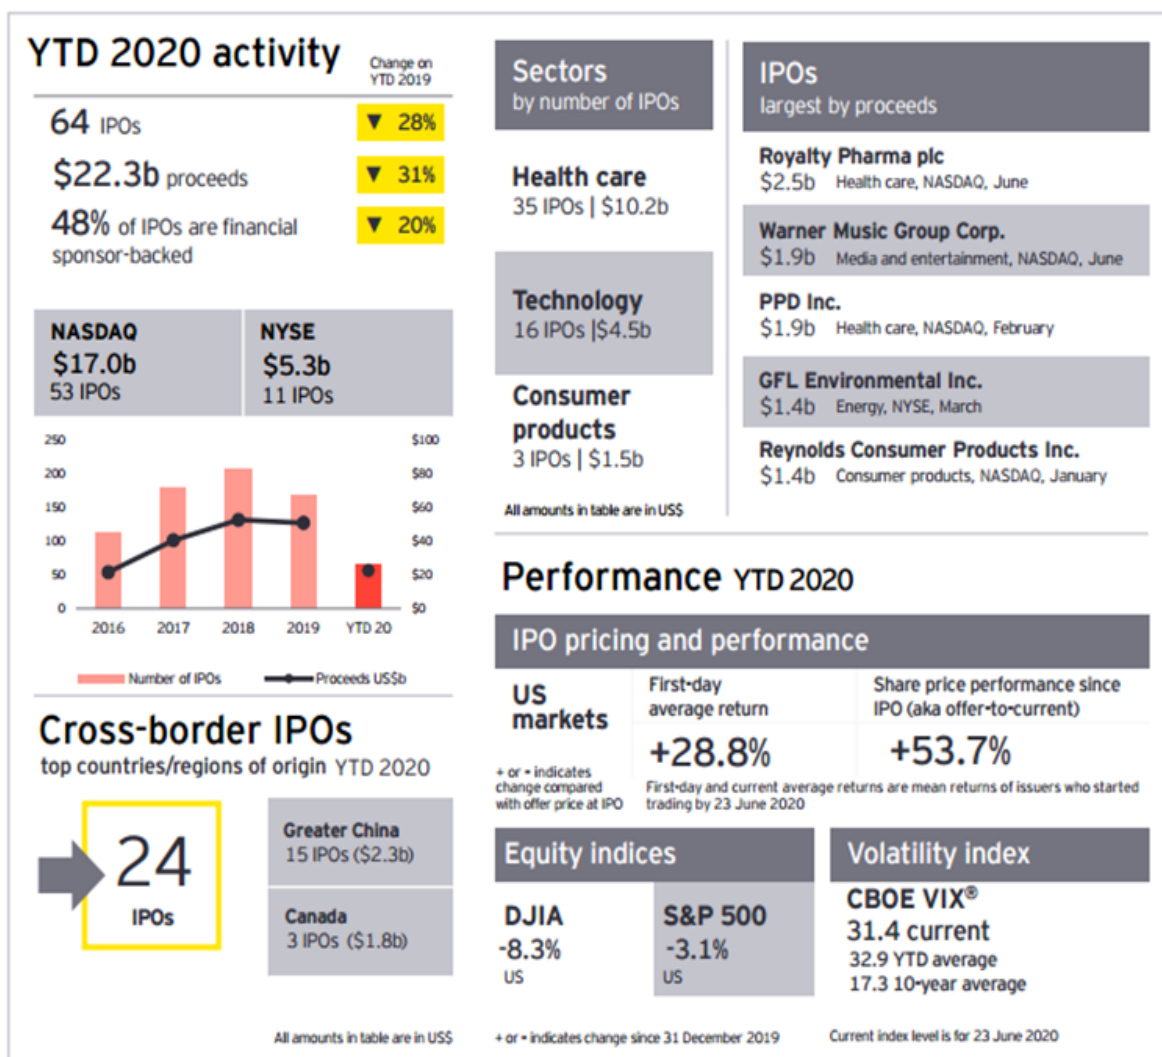 YTD 2020 activity
Change on
YTD 2019
64 IPOs
▼ 28%
$22.3b proceeds
▼ 31%
48% of IPOs are financial
sponsor-backed
▼ 20%
NASDAQ
$17.0b
53 IPOs
NYSE
$5.3b
11 IPOs
250
200
150
100
50
0
$100
$80
$60
$40
$20
$0
2016 2017 2018 2019 YTD 20
Number of IPOs
Proceeds US$b
Cross-border IPOs
top countries/regions of origin YTD 2020
24
IPOs
Greater China
15 IPOs ($2.3b)
Canada
3 IPOs ($1.8b)
All amounts in table are in US$
Sectors
by number of IPOs
Health care
35 IPOs | $10.2b
Technology
16 IPOs |$4.5b
Consumer
products
3 IPOs | $1.5b
All amounts in table are in US$
IPOs
largest by proceeds
Royalty Pharma plc
$2.5b Health care, NASDAQ, June
Warner Music Group Corp.
$1.9b Media and entertainment, NASDAQ, June
PPD Inc.
$1.9b Health care, NASDAQ, February
GFL Environmental Inc.
$1.4b Energy, NYSE, March
Reynolds Consumer Products Inc.
$1.4b Consumer products, NASDAQ, January
Performance YTD 2020
IPO pricing and performance
US
markets
+ or - indicates
change compared
with offer price at IPO
First-day
average return
+28.8%
Share price performance since
IPO (aka offer-to-current)
+53.7%
First-day and current average returns are mean returns of issuers who started
trading by 23 June 2020
Equity indices
DJIA
-8.3%
US
S&P 500
-3.1%
US
+ or - indicates change since 31 December 2019
Volatility index
CBOE VIX®
31.4 current
32.9 YTD average
17.3 10-year average
Current index level is for 23 June 2020